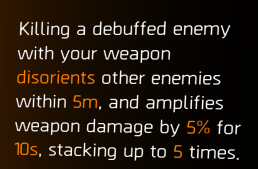 Killing a debuffed enemy
with your weapon
disorients other enemies
within 5m, and amplifies
weapon damage by 5% for
10s, stacking up to 5 times.